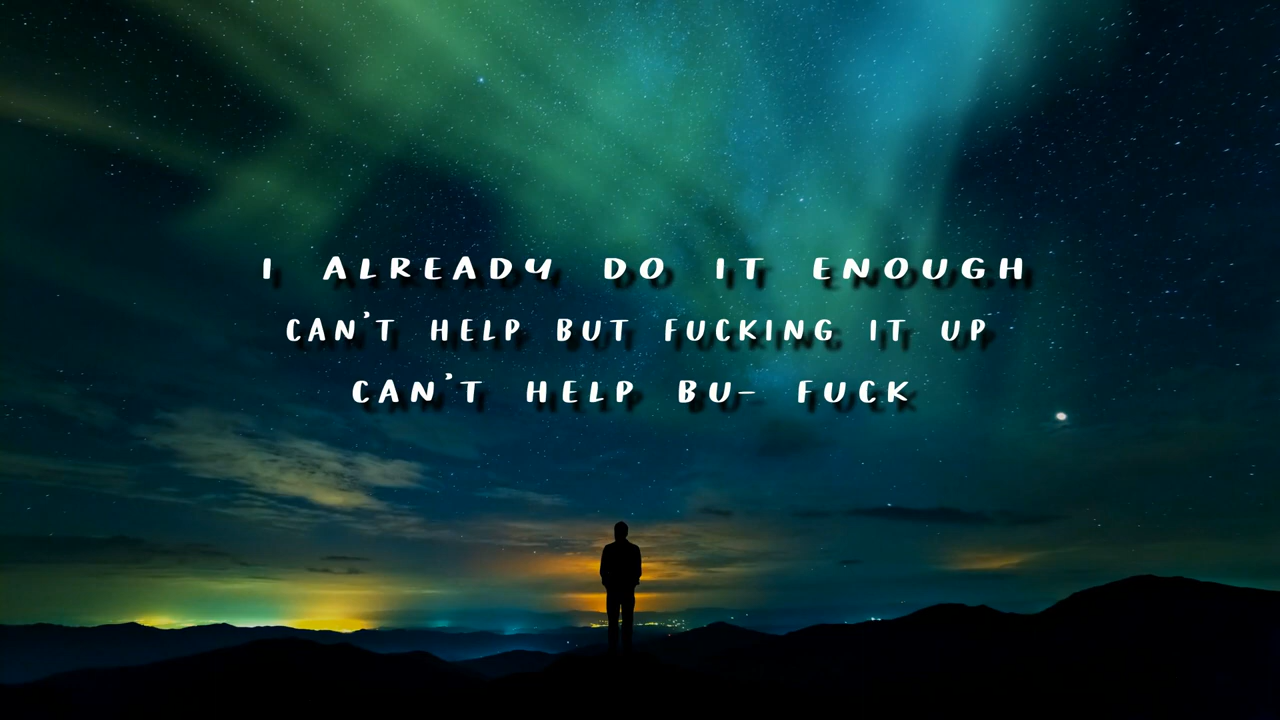 I ALREADY DO IT ENOUGH
CAN'T HELP BUT FUCKING IT UP
CAN'T HELP BU- FUCK